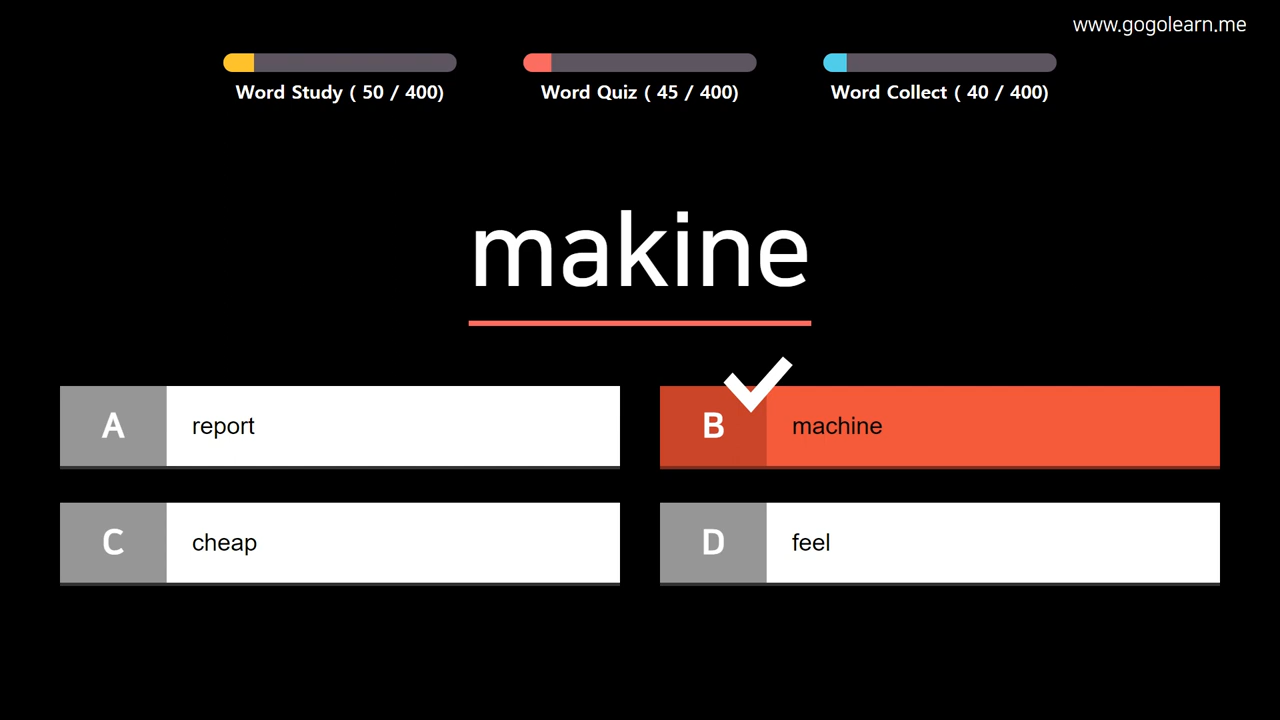 www.gogolearn.me
Word Study ( 50 / 400)
Word Quiz ( 45 / 400)
Word Collect ( 40 / 400)
makine
A report
B machine
C cheap
D feel